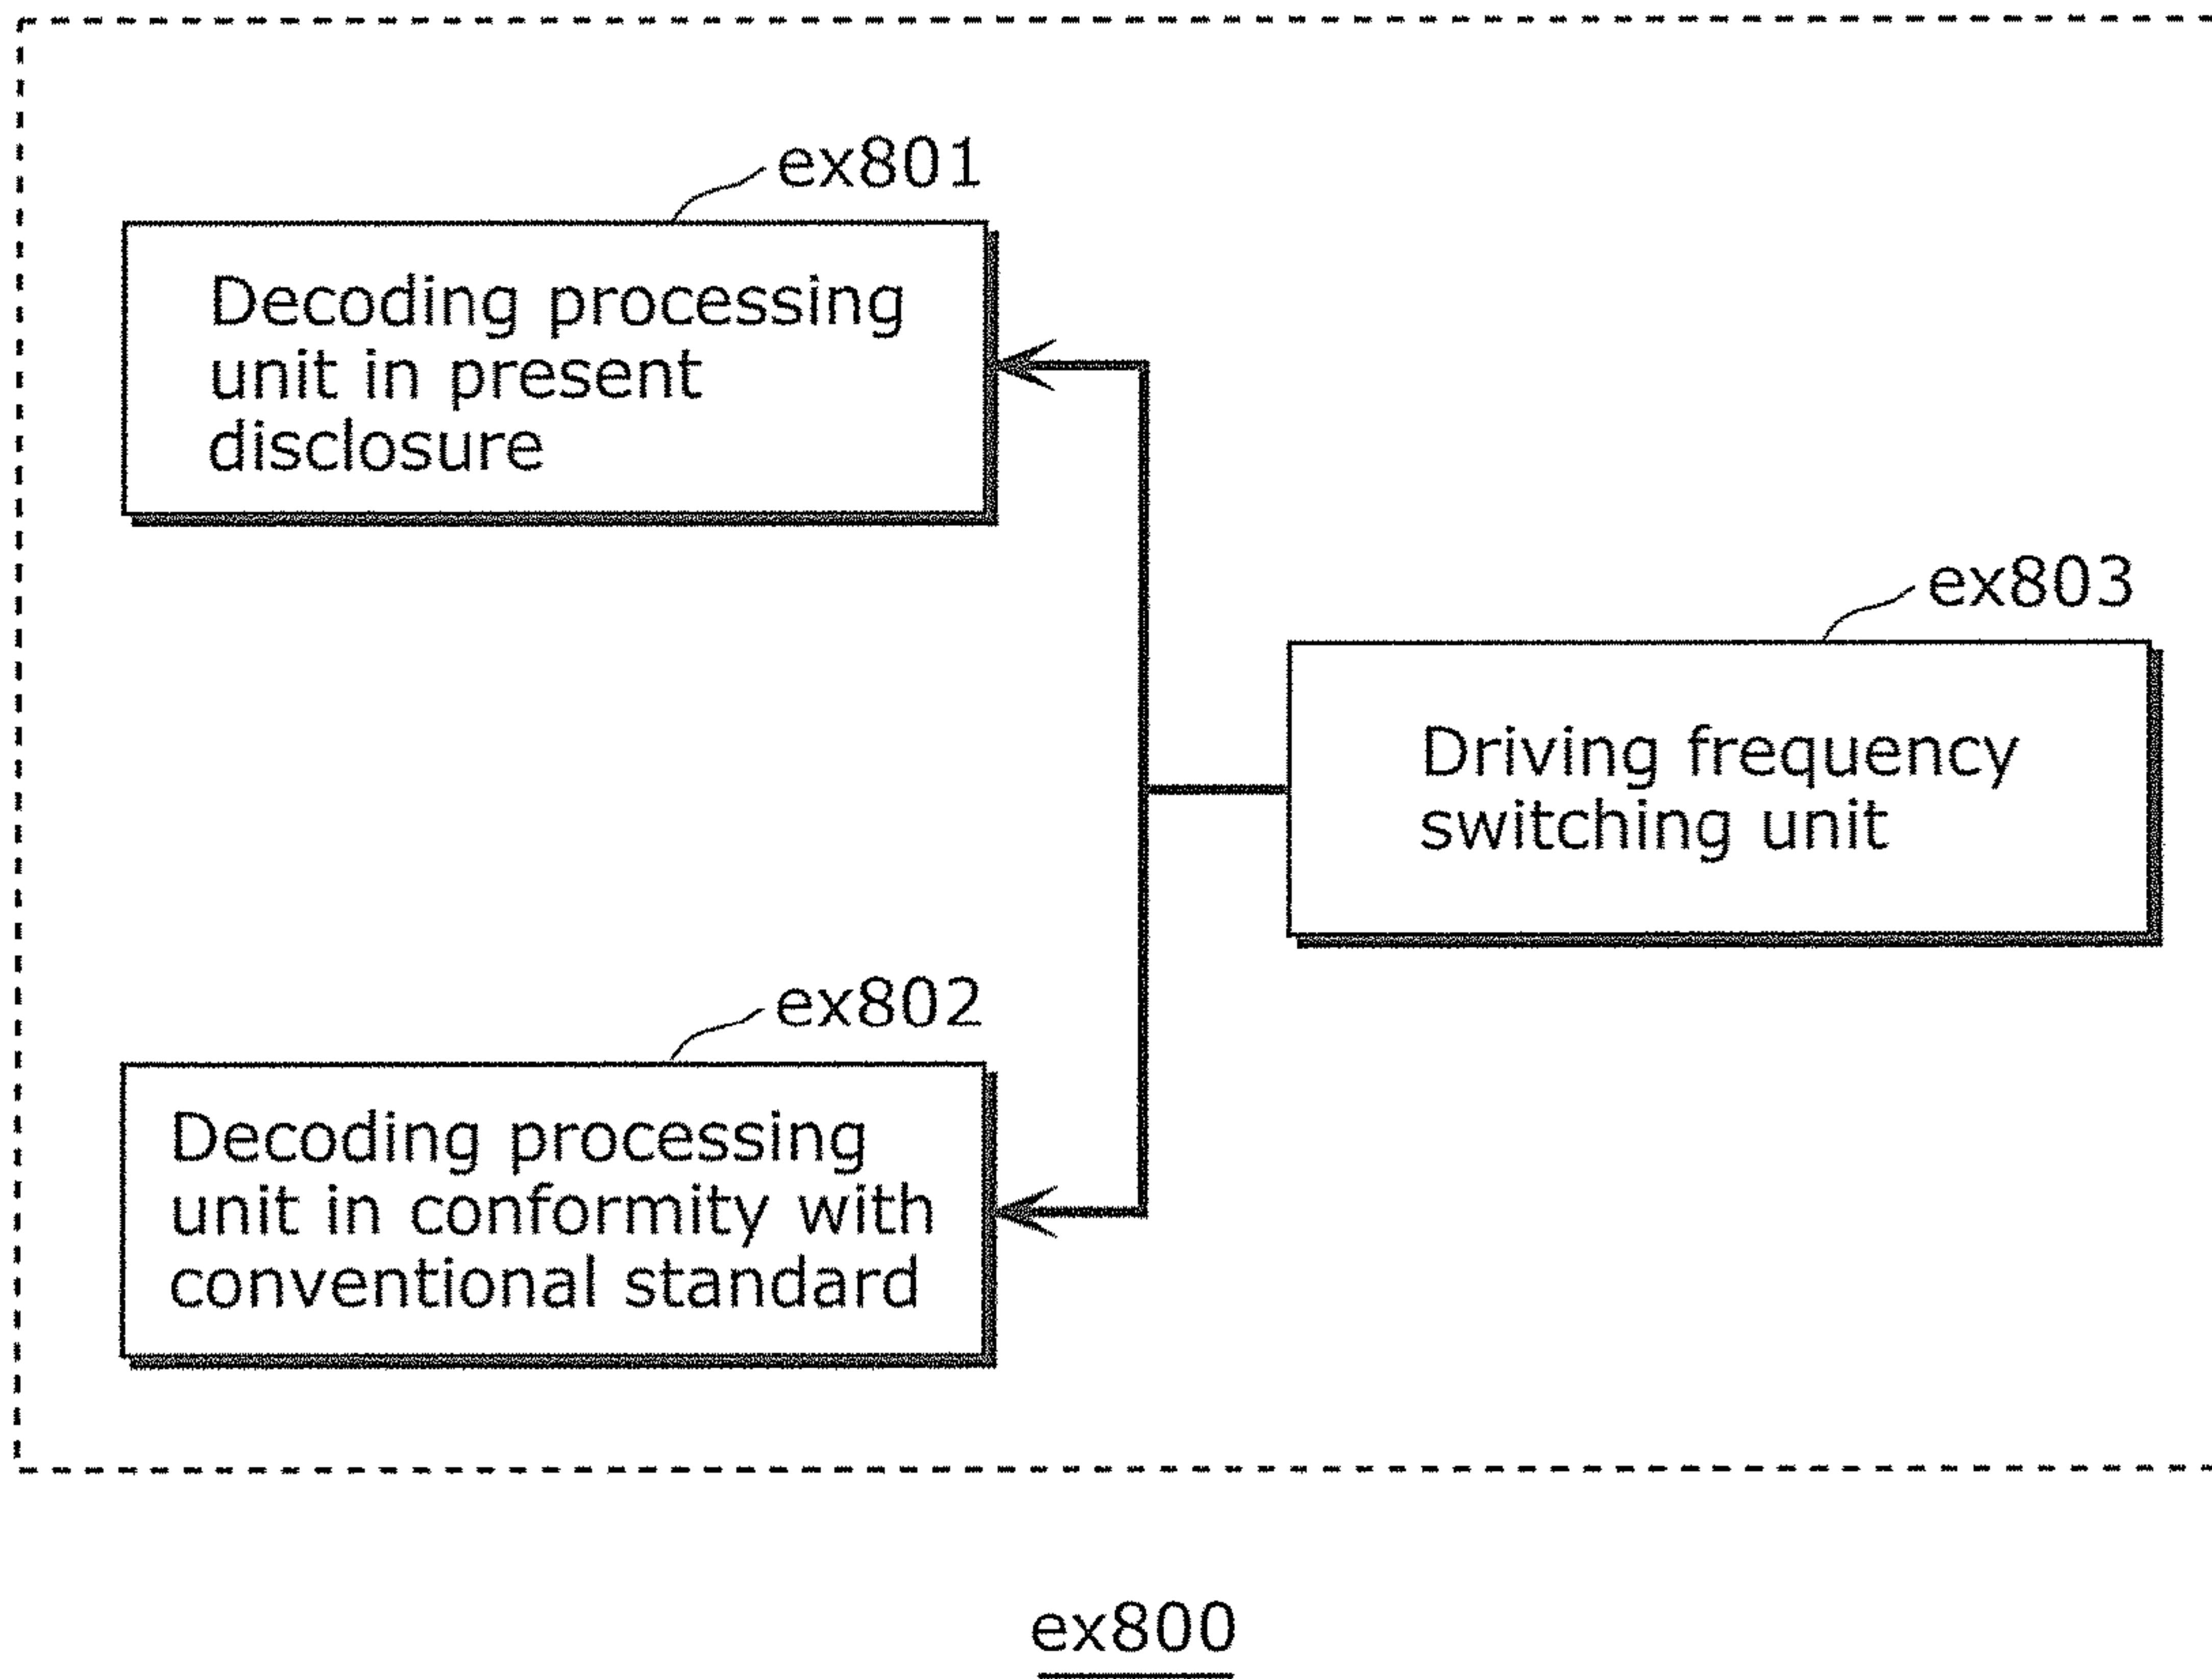 ex801
Decoding processing
unit in present
disclosure
ex803
Driving frequency
switching unit
ex802
Decoding processing
unit in conformity with
conventional standard
ex800